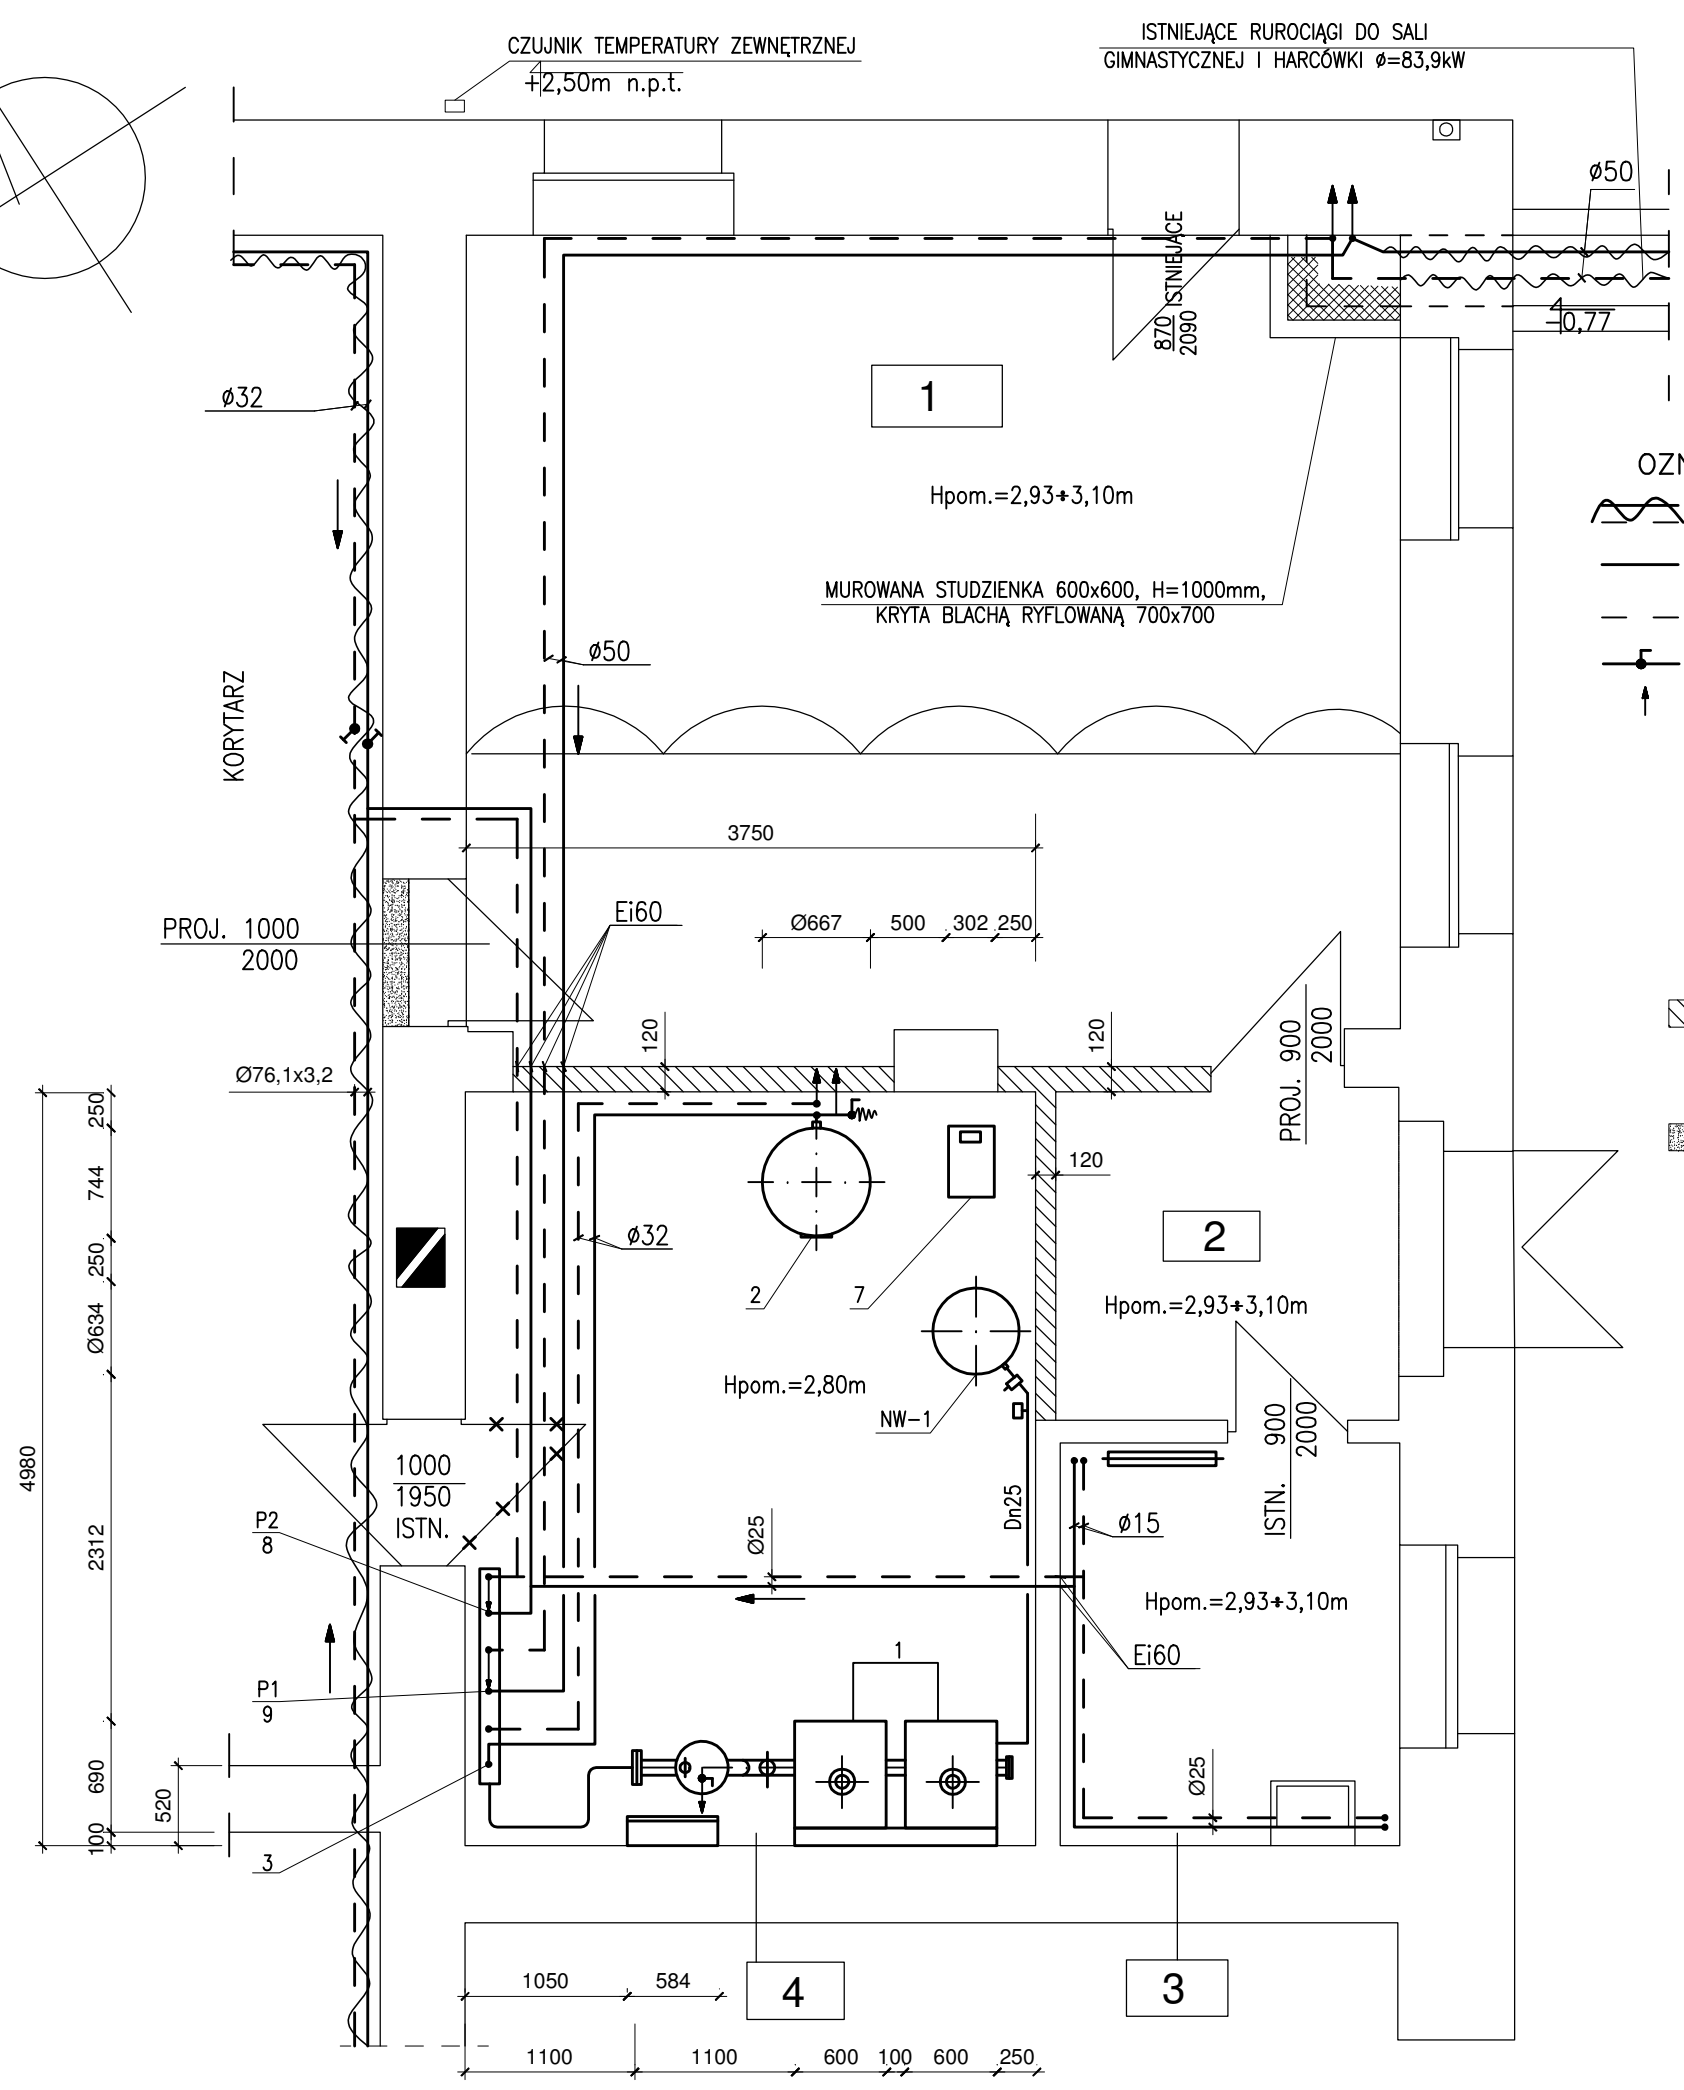 CZUJNIK TEMPERATURY ZEWNĘTRZNEJ
+2,50m n.p.t.
ISTNIEJĄCE RUROCIĄGI DO SALI
GIMNASTYCZNEJ I HARCÓWKI ø=83,9kW
ø50
870 ISTNIEJĄCE
2090
-0,77
ø32
1
OZN
Hpom.=2,93÷3,10m
MUROWANA STUDZIENKA 600x600, H=1000mm,
KRYTA BLACHĄ RYFLOWANĄ 700x700
ø50
KORYTARZ
3750
PROJ. 1000
2000
Ei60
Ø667
500
302
250
120
120
PROJ. 900
2000
Ø76,1x3,2
250
744
250
Ø634
2312
690
100
4980
520
120
ø32
2
7
2
Hpom.=2,93÷3,10m
Hpom.=2,80m
NW-1
1000
1950
ISTN.
ISTN. 900
2000
P2
8
Ø25
Dn25
ø15
Hpom.=2,93÷3,10m
Ei60
1
P1
9
Ø25
3
4
3
1050
584
1100
1100
600
100
600
250